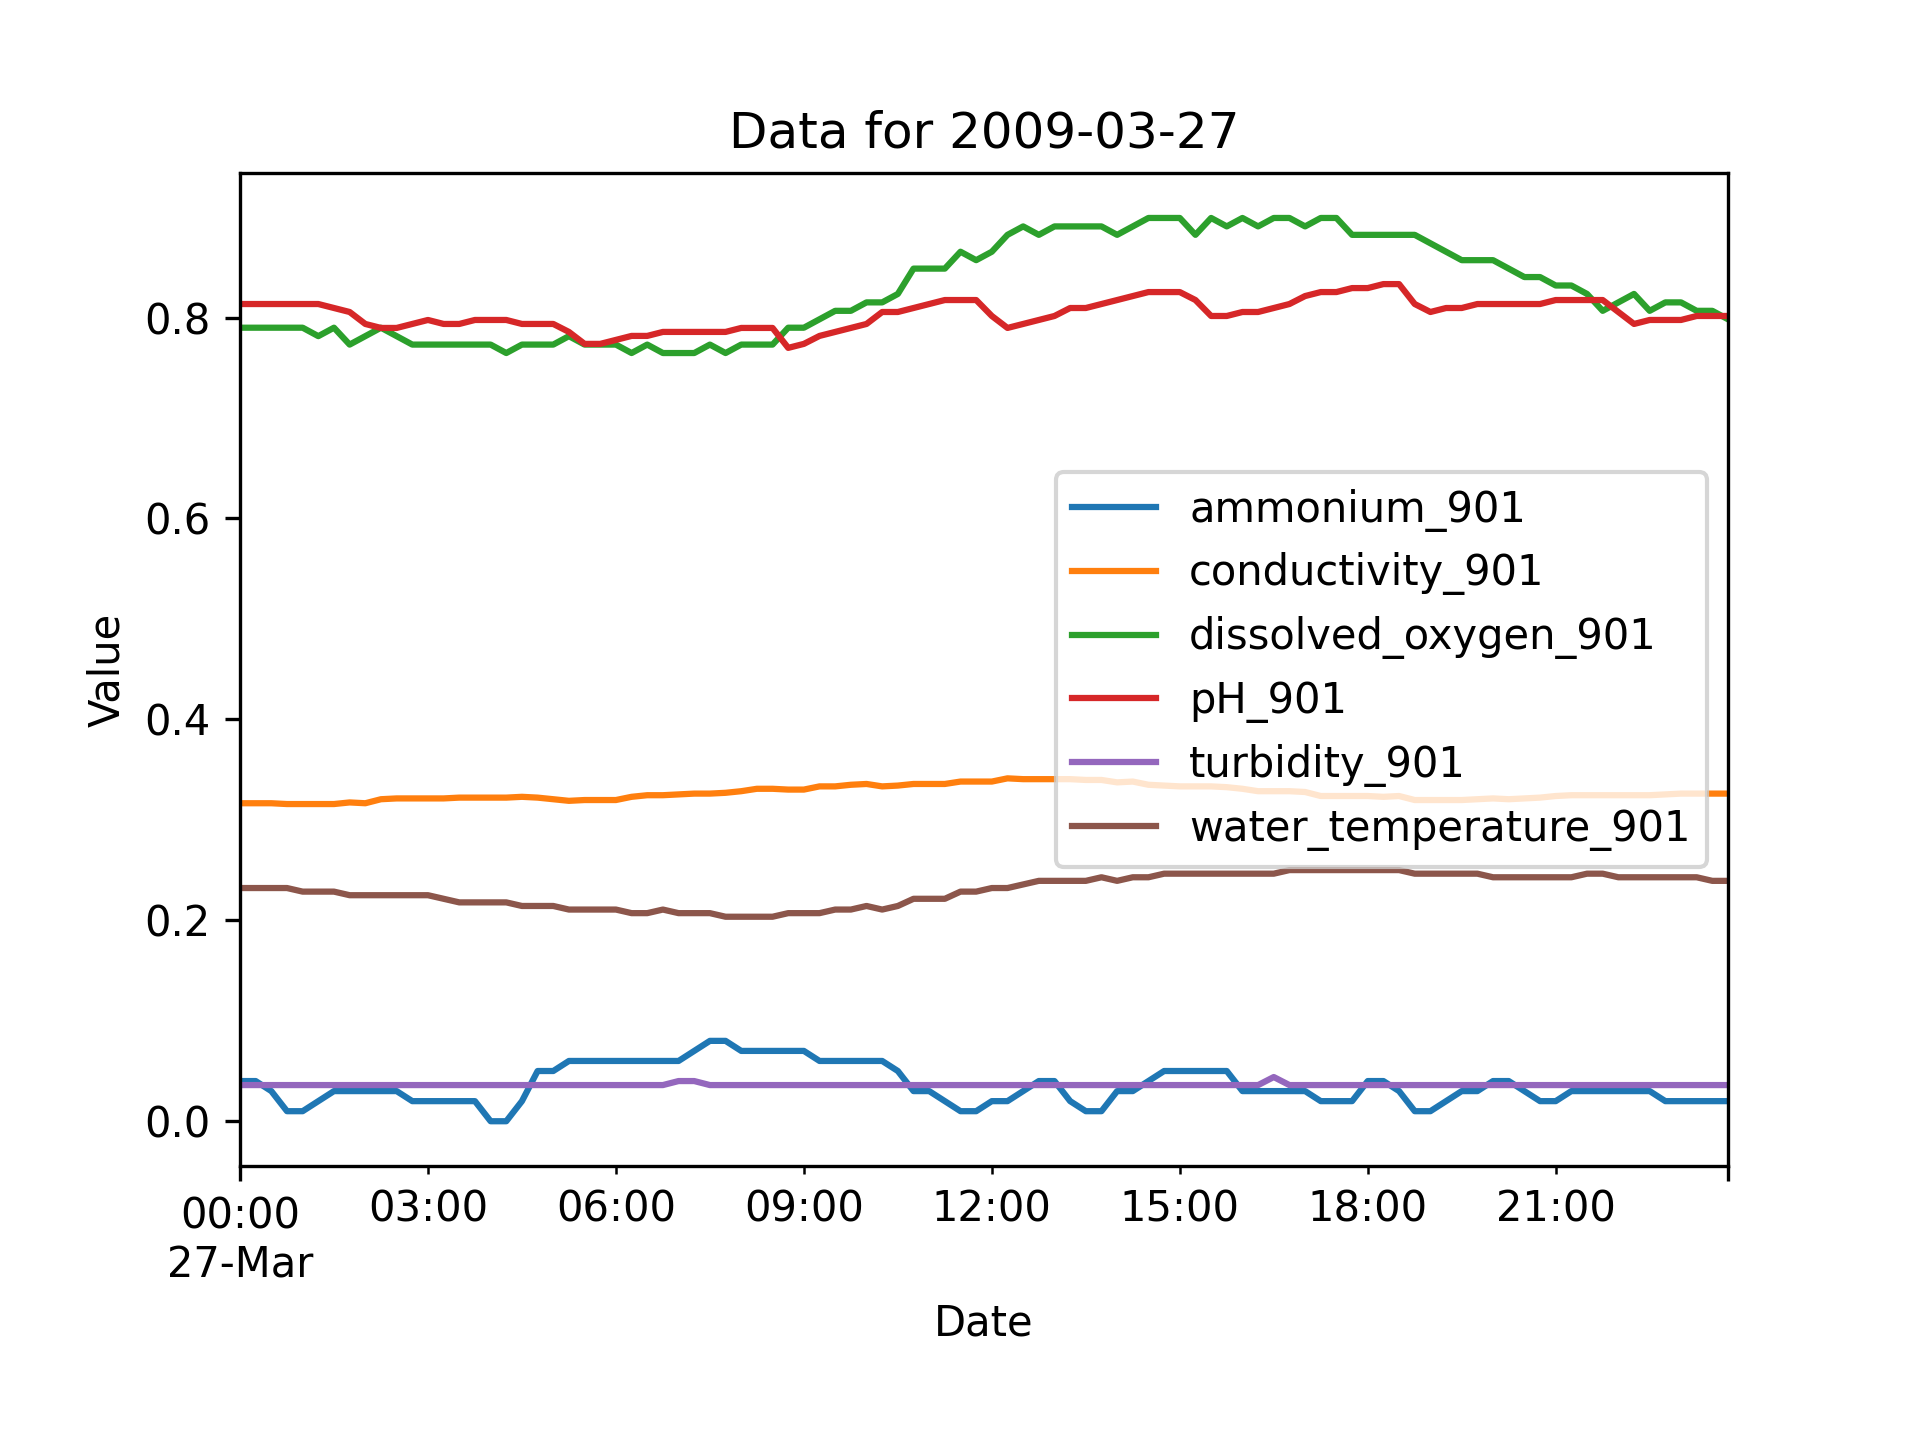 Data for 2009-03-27
Value
0.8
0.6
0.4
0.2
0.0
ammonium_901
conductivity_901
dissolved_oxygen_901
pH_901
turbidity_901
water_temperature_901
00:00 03:00 06:00 09:00 12:00 15:00 18:00 21:00
27-Mar
Date